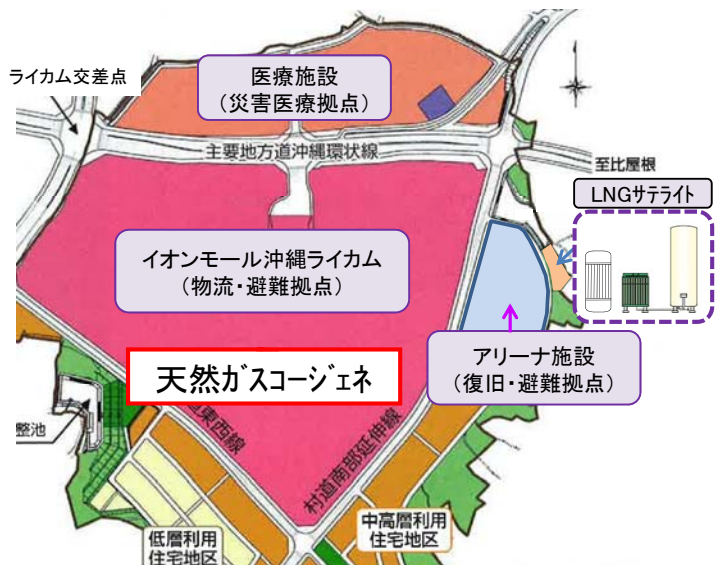 ライカム交差点
医療施設
（災害医療拠点）
主要地方道沖縄環状線
至比屋根
LNGサテライト
イオンモール沖縄ライカム
（物流・避難拠点）
アリーナ施設
（復旧・避難拠点）
天然ガスコージェネ
整池
東西線
村道南部延伸線
低層利用
住宅地区
中高層利用
住宅地区